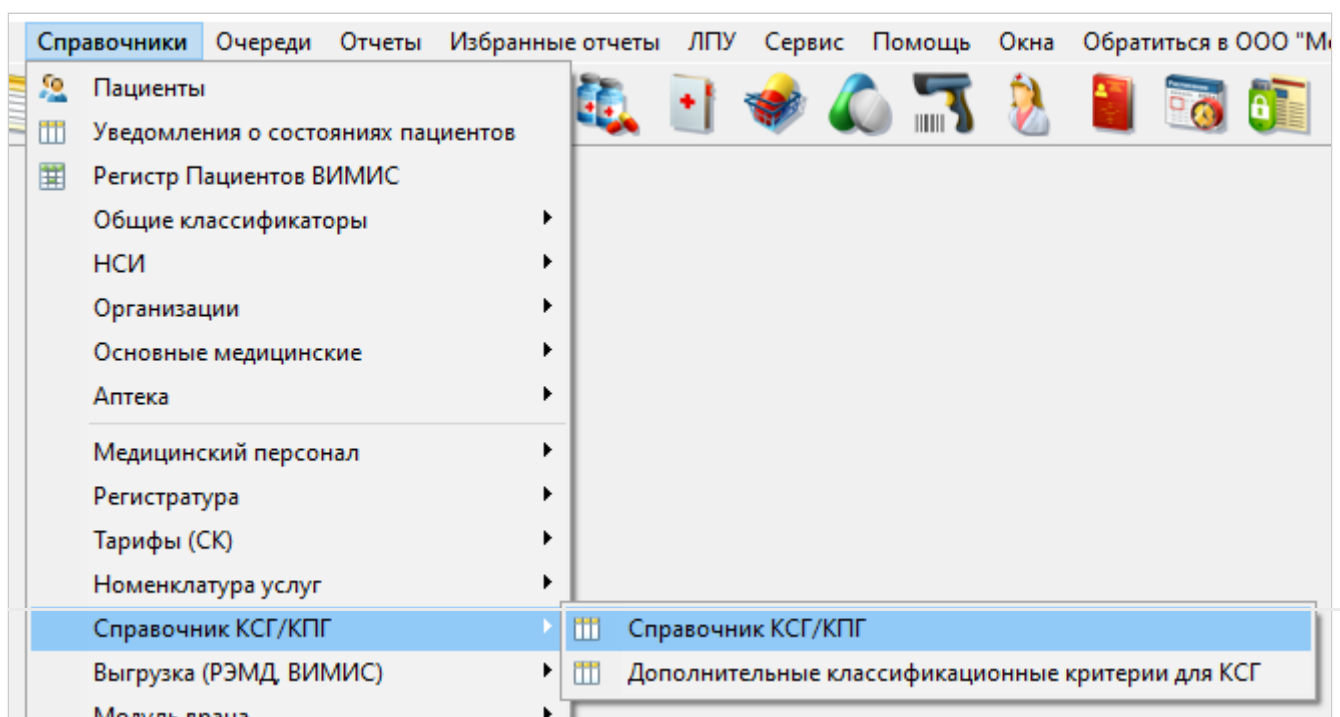 Справочники Очереди Отчеты Избранные отчеты ЛПУ Сервис Помощь Окна Обратиться в ООО "М
Пациенты
Уведомления о состояниях пациентов
Регистр Пациентов ВИМИС
Общие классификаторы
НСИ
Организации
Основные медицинские
Аптека
Медицинский персонал
Регистратура
Тарифы (СК)
Номенклатура услуг
Справочник КСГ/КПГ
Справочник КСГ/КПГ
Выгрузка (РЭМД, ВИМИС)
Дополнительные классификационные критерии для КСГ
Модуль врача